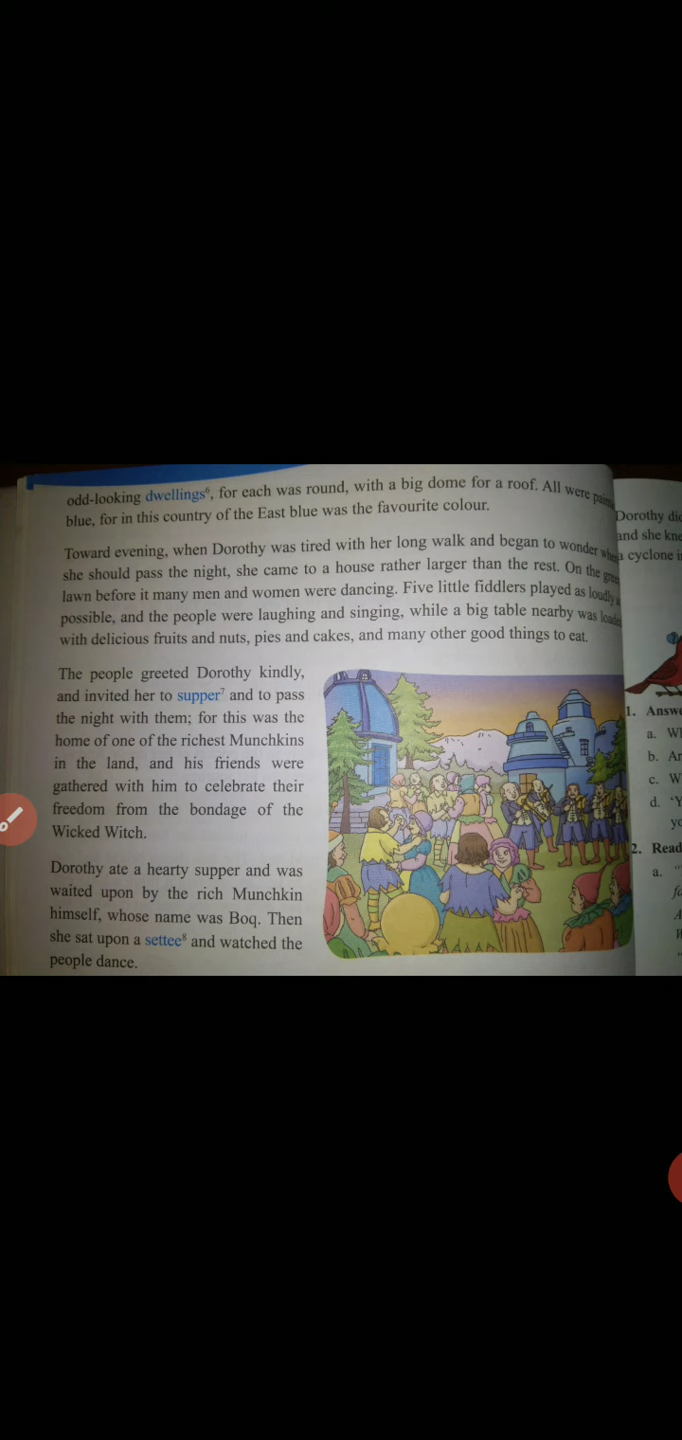 odd-looking dwellings⁶, for each was round, with a big dome for a roof. All were
blue, for in this country of the East blue was the favourite colour.
Toward evening, when Dorothy was tired with her long walk and began to wonder
she should pass the night, she came to a house rather larger than the rest. On the
lawn before it many men and women were dancing. Five little fiddlers played as loudly
possible, and the people were laughing and singing, while a big table nearby was
with delicious fruits and nuts, pies and cakes, and many other good things to eat.
The people greeted Dorothy kindly,
and invited her to supper⁷ and to pass
the night with them; for this was the
home of one of the richest Munchkins
in the land, and his friends were
gathered with him to celebrate their
freedom from the bondage of the
Wicked Witch.
Dorothy ate a hearty supper and was
waited upon by the rich Munchkin
himself, whose name was Boq. Then
she sat upon a settee⁸ and watched the
people dance.
Dorothy
and she
a cyclone
1.
a.
b.
c.
d.
2. Read
a.